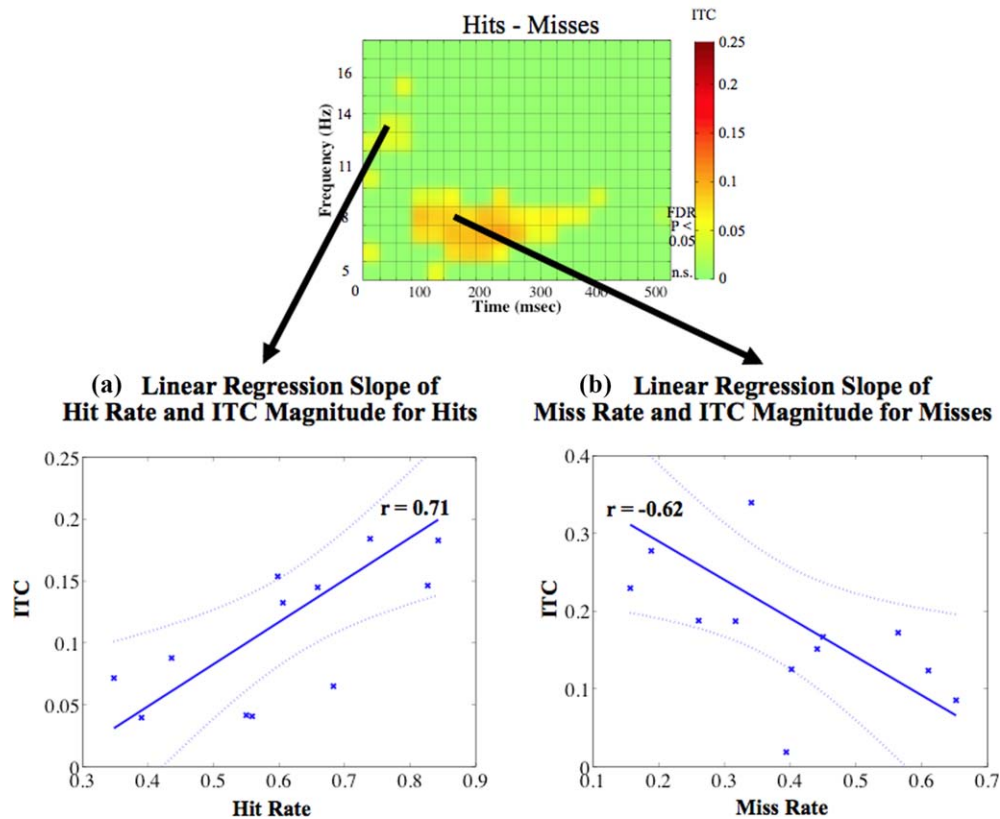 Hits - Misses
ITC
0.25
0.2
0.15
0.1
0.05
0
FDR
P <
0.05
n.s.
Frequency (Hz)
16
14
11
8
5
0 100 200 300 400 500
Time (msec)
(a) Linear Regression Slope of
Hit Rate and ITC Magnitude for Hits
r = 0.71
ITC
0.25
0.2
0.15
0.1
0.05
0
0.3 0.4 0.5 0.6 0.7 0.8 0.9
Hit Rate
(b) Linear Regression Slope of
Miss Rate and ITC Magnitude for Misses
r = -0.62
ITC
0.4
0.3
0.2
0.1
0
0.1 0.2 0.3 0.4 0.5 0.6 0.7
Miss Rate